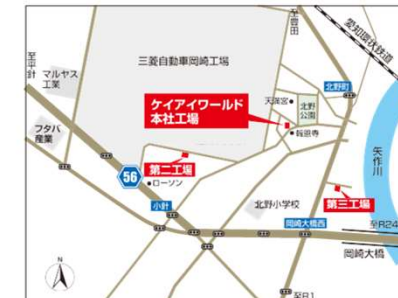 至豊田
愛知環状鉄道
至平針
マルヤス
工業
三菱自動車岡崎工場
北野町
天満宮
北野
公園
ケイアイワールド
本社工場
報恩寺
フタバ
産業
第二工場
56
ローソン
矢作川
小針
北野小学校
第三工場
岡崎大橋西
至R24
岡崎大橋
N
至R1